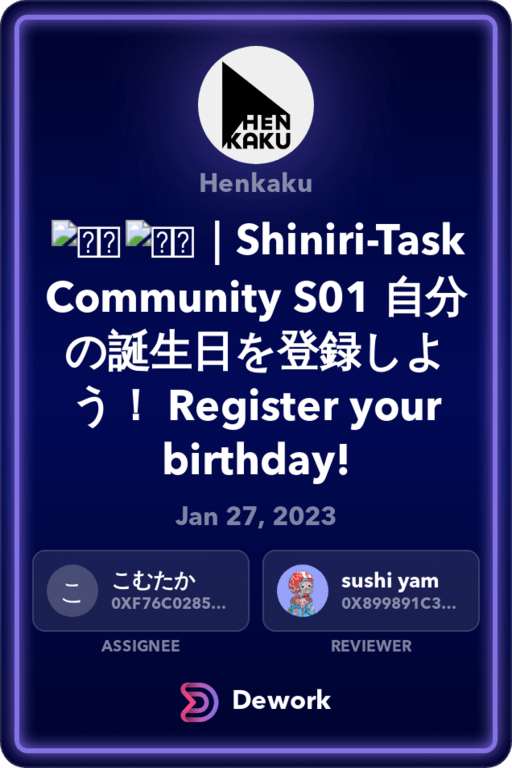 HEN
KAKU
Henkaku
｜Shiniri-Task
Community S01 自分
の誕生日を登録しよ
う！ Register your
birthday!
Jan 27, 2023
こ
こむたか
0XF76C0285...
sushi yam
0X899891C3...
ASSIGNEE
REVIEWER
Dework